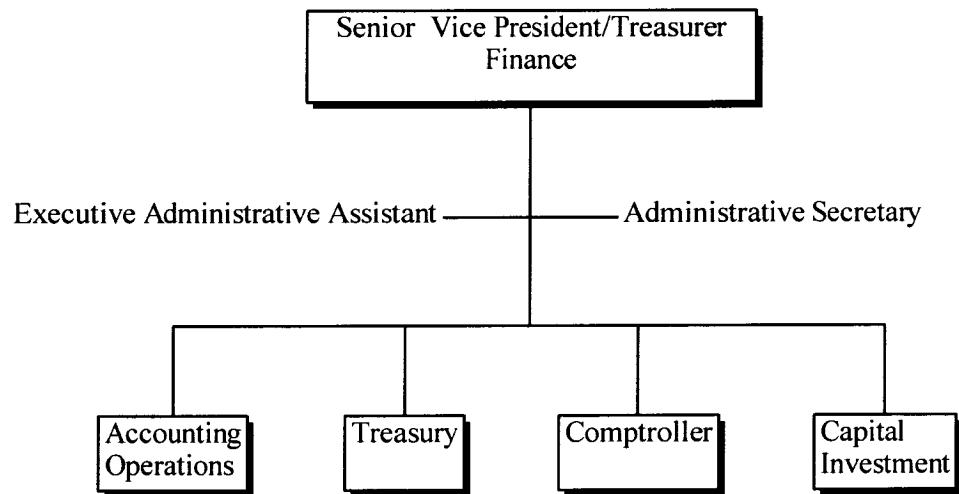 Senior Vice President/Treasurer
Finance
Executive Administrative Assistant
Administrative Secretary
Accounting
Operations
Treasury
Comptroller
Capital
Investment